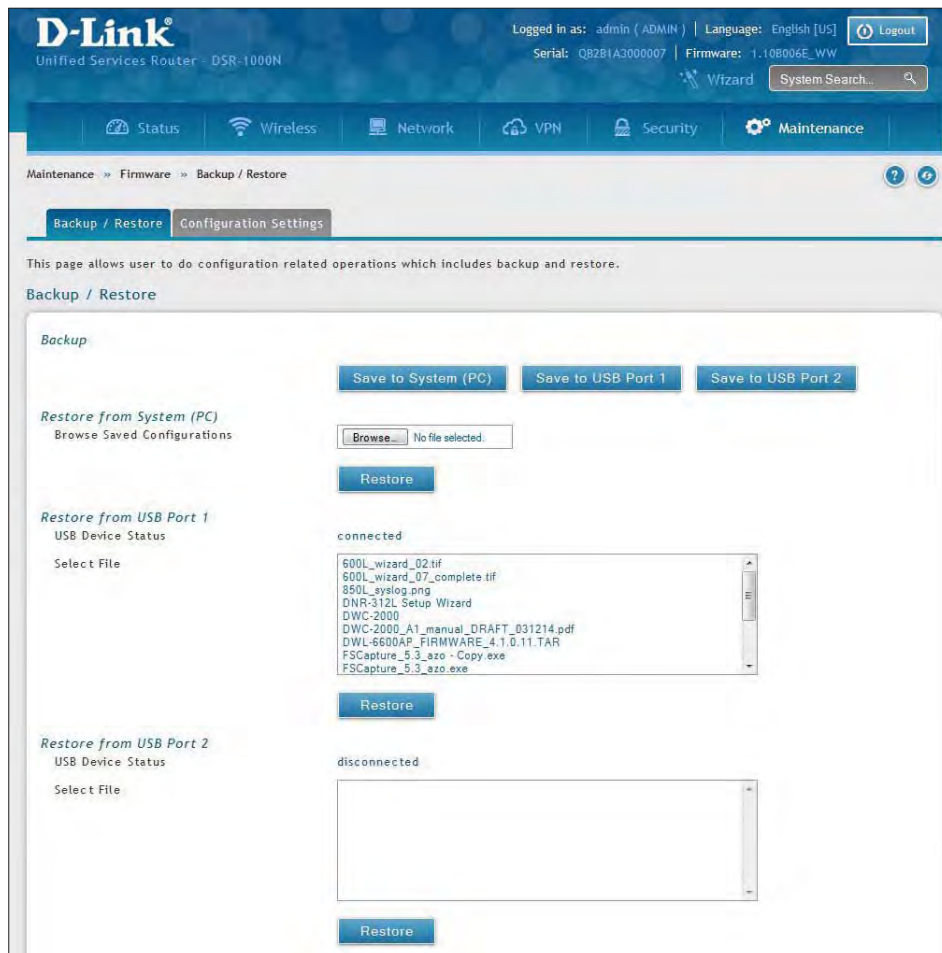 D-Link®
Unified Services Router - DSR-1000N
Logged in as: admin ( ADMIN ) | Language: English [US]
Logout
Serial: QB2B1A3000007 | Firmware: 1.10B006E_WW
Wizard
System Search...
Status
Wireless
Network
VPN
Security
Maintenance
Maintenance » Firmware » Backup / Restore
?
Backup / Restore
Configuration Settings
This page allows user to do configuration related operations which includes backup and restore.
Backup / Restore
Backup
Save to System (PC)
Save to USB Port 1
Save to USB Port 2
Restore from System (PC)
Browse Saved Configurations
Browse... No file selected.
Restore
Restore from USB Port 1
USB Device Status
connected
Select File
600L_wizard_02.tif
600L_wizard_07_complete.tif
850L_syslog.png
DNR-312L Setup Wizard
DWC-2000
DWC-2000_A1_manual_DRAFT_031214.pdf
DWL-6600AP_FIRMWARE_4.1.0.11.TAR
FSCapture_5.3_azo - Copy.exe
FSCapture_5.3_azo.exe
Restore
Restore from USB Port 2
USB Device Status
disconnected
Select File
Restore